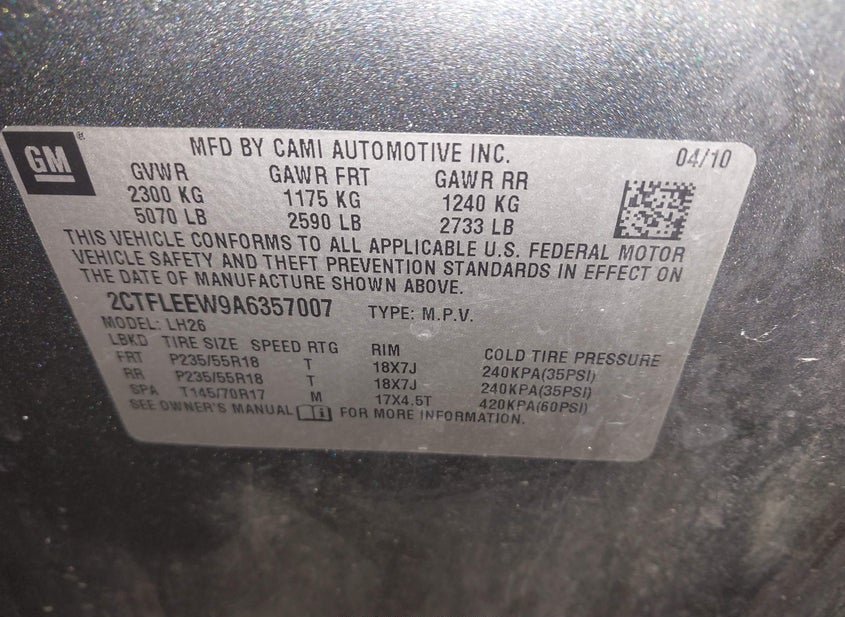 GM
MFD BY CAMI AUTOMOTIVE INC. 04/10
GVWR GAWR FRT GAWR RR
2300 KG 1175 KG 1240 KG
5070 LB 2590 LB 2733 LB
THIS VEHICLE CONFORMS TO ALL APPLICABLE U.S. FEDERAL MOTOR
VEHICLE SAFETY AND THEFT PREVENTION STANDARDS IN EFFECT ON
THE DATE OF MANUFACTURE SHOWN ABOVE.
2CTFLEEW9A6357007 TYPE: M.P.V.
MODEL: LH26
LBKD TIRE SIZE SPEED RTG RIM COLD TIRE PRESSURE
FRT P235/55R18 T 18X7J 240KPA(35PSI)
RR P235/55R18 T 18X7J 240KPA(35PSI)
SPA T145/70R17 M 17X4.5T 420KPA(60PSI)
SEE OWNER'S MANUAL FOR MORE INFORMATION.